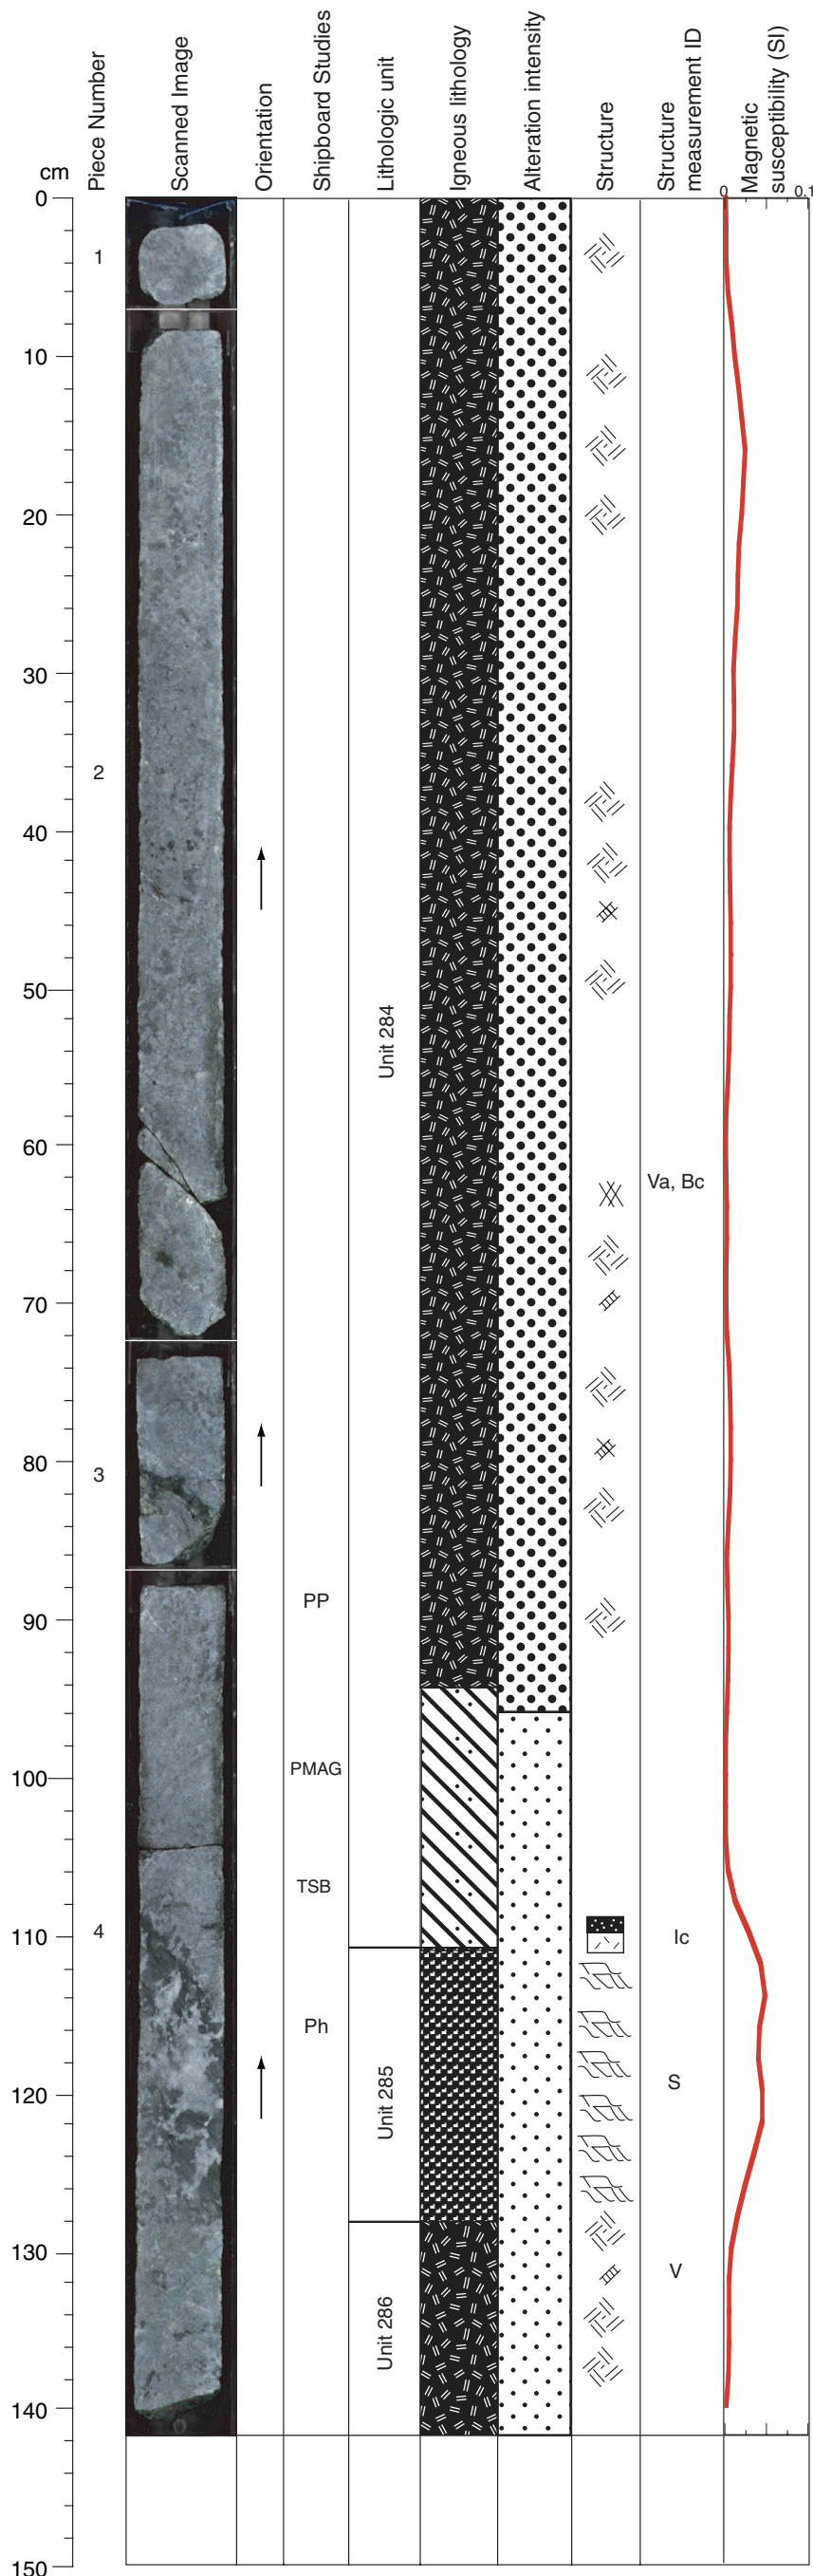 cm
Piece Number
Scanned Image
Orientation
Shipboard Studies
Lithologic unit
Igneous lithology
Alteration intensity
Structure
Structure
measurement ID
Magnetic
susceptibility (SI)
0
0.1
0
1
10
20
30
2
40
50
Unit 284
60
Va, Bc
70
80
3
PP
90
PMAG
100
TSB
110
4
Ic
Ph
S
120
Unit 285
130
V
Unit 286
140
150